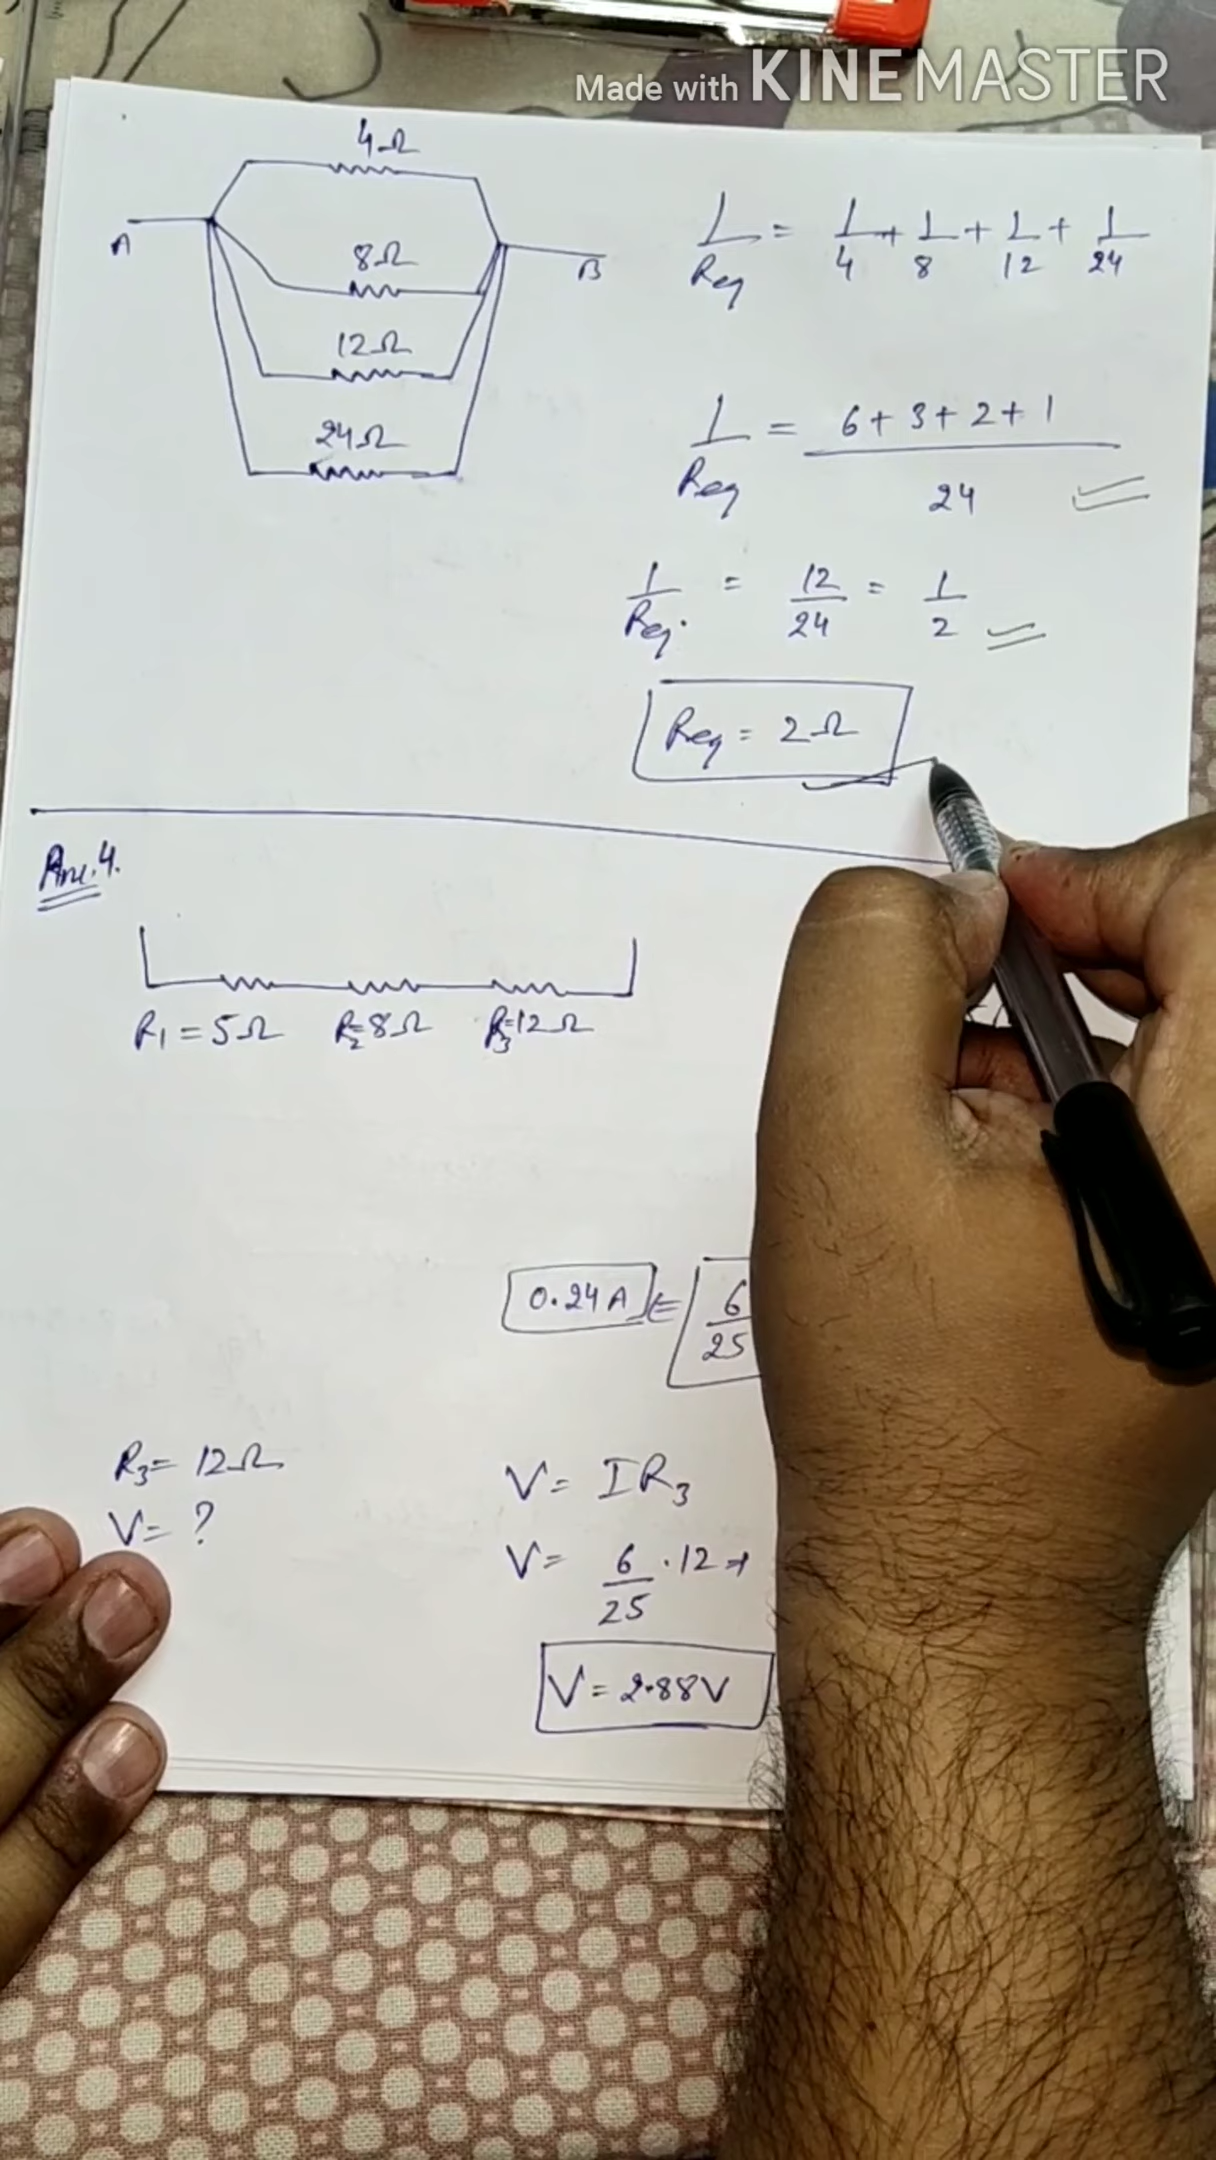 Made with KINEMASTER
4Ω
A
8Ω
B
12Ω
24Ω
1/Req = 1/4 + 1/8 + 1/12 + 1/24
1/Req = 6+3+2+1/24
1/Req. = 12/24 = 1/2
Req = 2Ω
Ans.4.
R1 = 5Ω R2=8Ω R3=12Ω
0.24A = 6/25
R3= 12Ω
V= ?
V= IR3
V= 6/25 .12
V= 2.88V